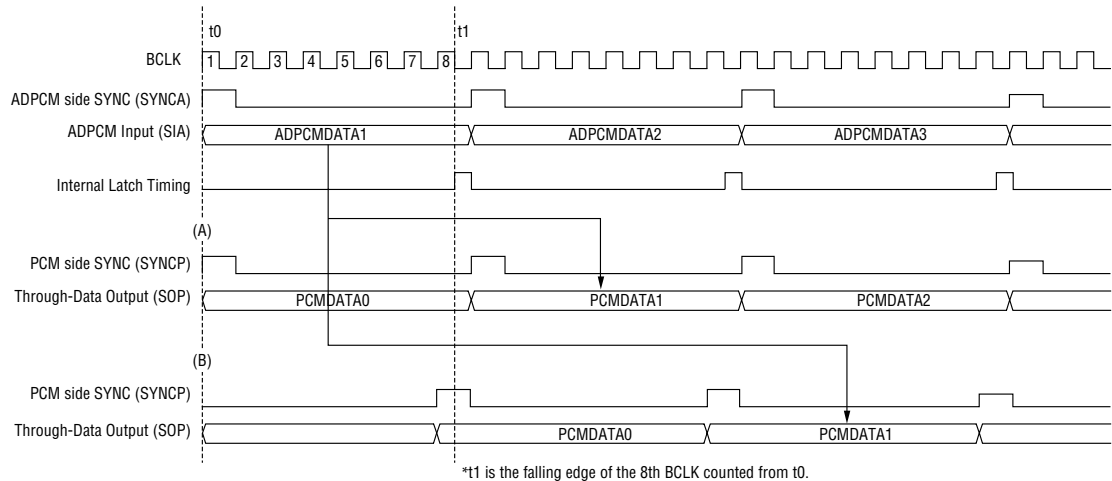 t0
t1
BCLK
1 2 3 4 5 6 7 8
ADPCM side SYNC (SYNCA)
ADPCM Input (SIA)
ADPCMDATA1
ADPCMDATA2
ADPCMDATA3
Internal Latch Timing
(A)
PCM side SYNC (SYNCP)
Through-Data Output (SOP)
PCMDATA0
PCMDATA1
PCMDATA2
(B)
PCM side SYNC (SYNCP)
Through-Data Output (SOP)
PCMDATA0
PCMDATA1
*t1 is the falling edge of the 8th BCLK counted from t0.